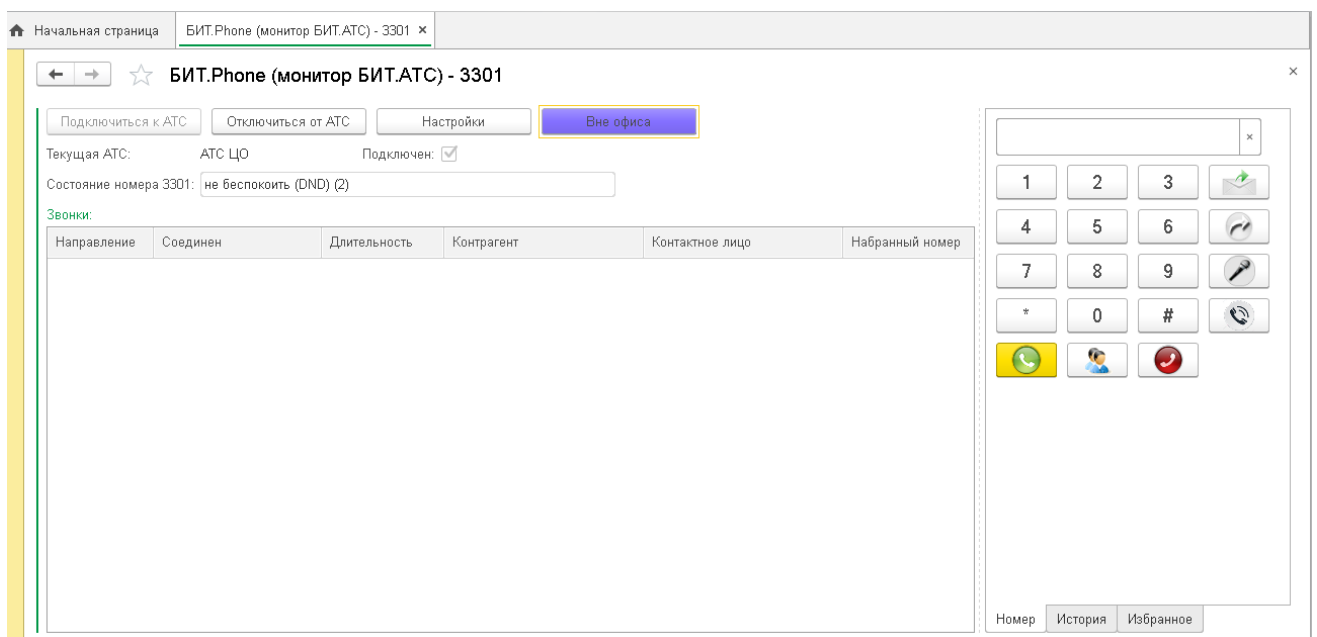 Начальная страница БИТ.Phone (монитор БИТ.АТС) - 3301 ×
БИТ.Phone (монитор БИТ.АТС) - 3301 ×
Подключиться к АТС Отключиться от АТС Настройки Вне офиса
Текущая АТС: АТС ЦО Подключен:
Состояние номера 3301: не беспокоить (DND) (2)
Звонки:
Направление Соединен Длительность Контрагент Контактное лицо Набранный номер
×
1 2 3
4 5 6
7 8 9
* 0 #
Номер История Избранное